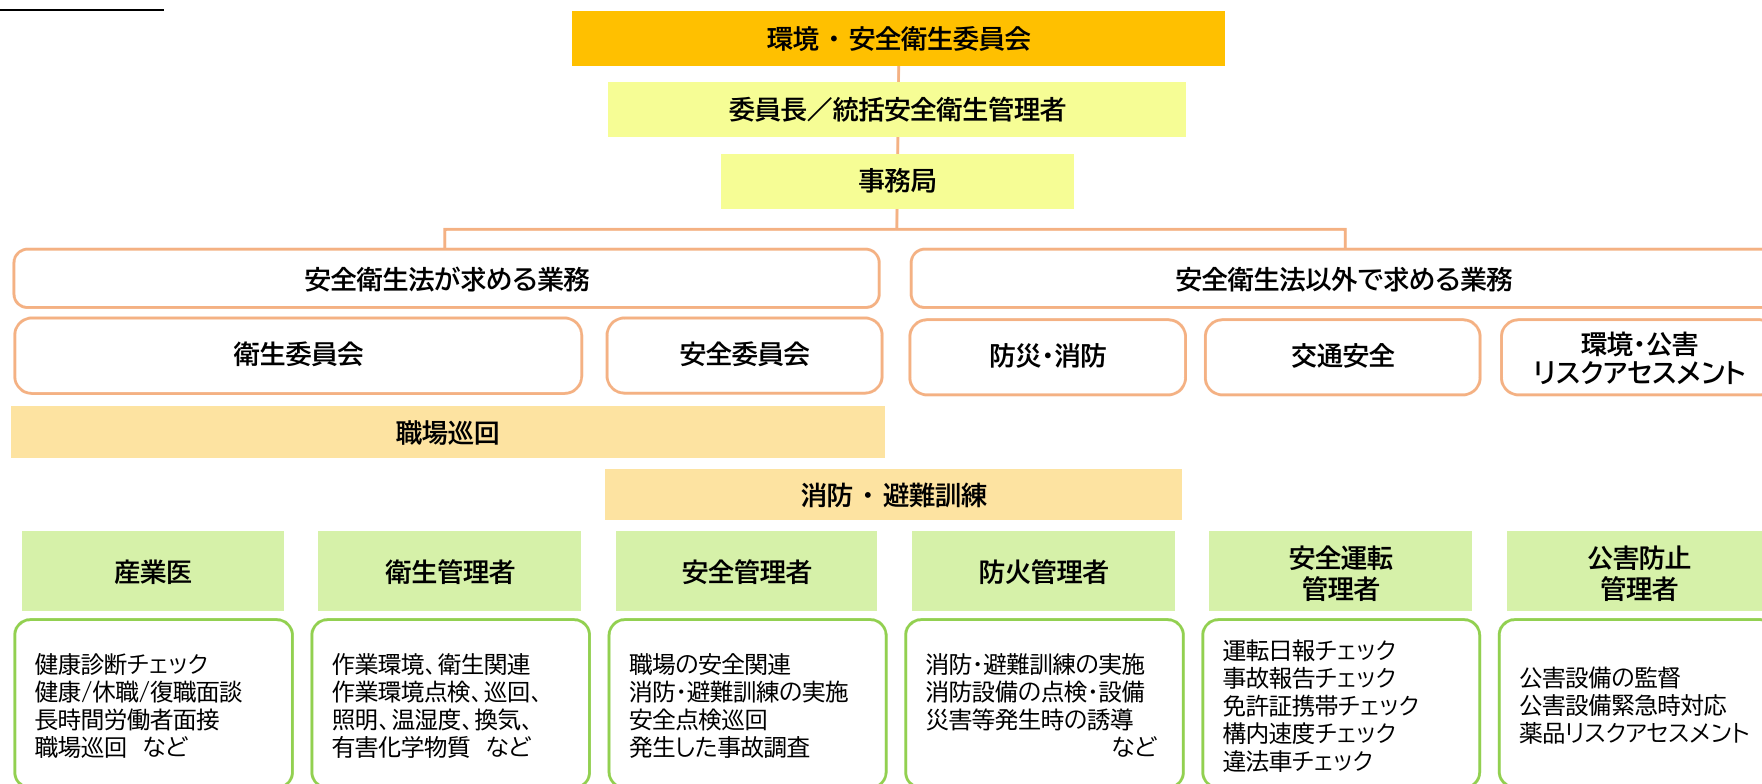 環境・安全衛生委員会
委員長／統括安全衛生管理者
事務局
安全衛生法が求める業務
安全衛生法以外で求める業務
衛生委員会
安全委員会
防災・消防
交通安全
環境・公害
リスクアセスメント
職場巡回
消防・避難訓練
産業医
衛生管理者
安全管理者
防火管理者
安全運転
管理者
公害防止
管理者
健康診断チェック
健康/休職/復職面談
長時間労働者面接
職場巡回　など
作業環境、衛生関連
作業環境点検、巡回、
照明、温湿度、換気、
有害化学物質　など
職場の安全関連
消防・避難訓練の実施
安全点検巡回
発生した事故調査
消防・避難訓練の実施
消防設備の点検・設備
災害等発生時の誘導
など
運転日報チェック
事故報告チェック
免許証携帯チェック
構内速度チェック
違法車チェック
公害設備の監督
公害設備緊急時対応
薬品リスクアセスメント